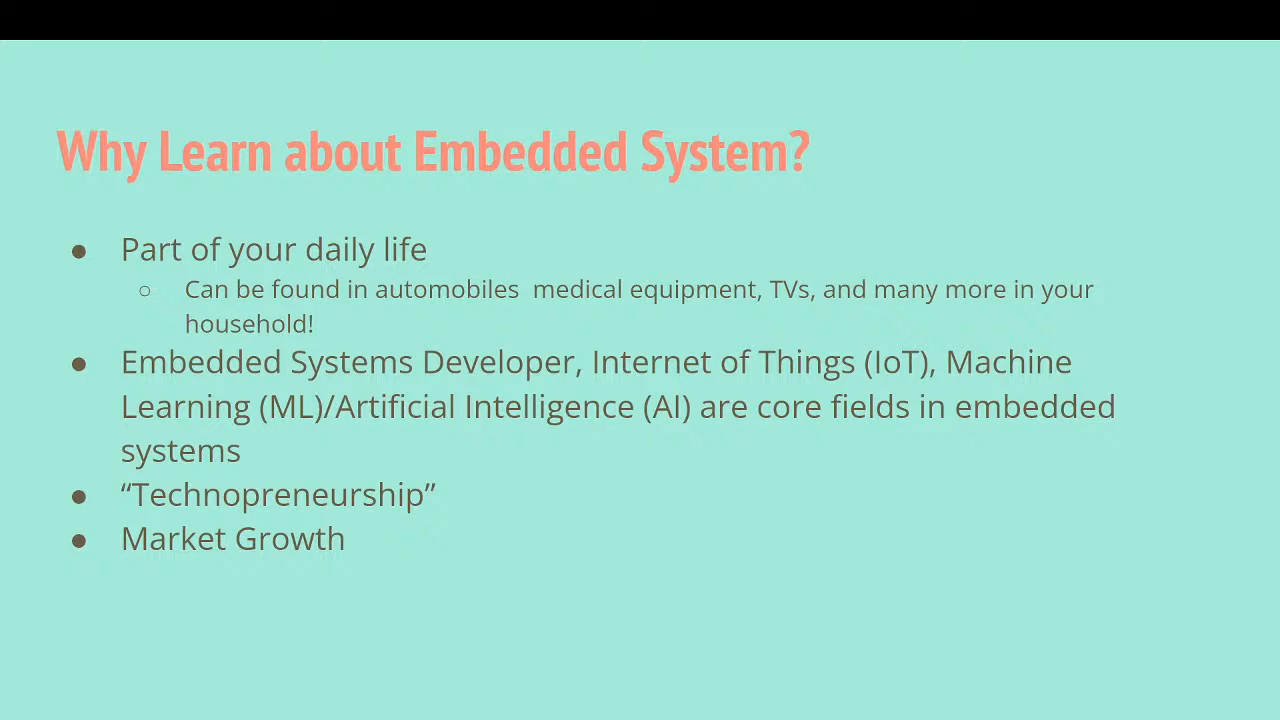 Why Learn about Embedded System?
● Part of your daily life
○ Can be found in automobiles  medical equipment, TVs, and many more in your
household!
● Embedded Systems Developer, Internet of Things (IoT), Machine
Learning (ML)/Artificial Intelligence (AI) are core fields in embedded
systems
● “Technopreneurship”
● Market Growth